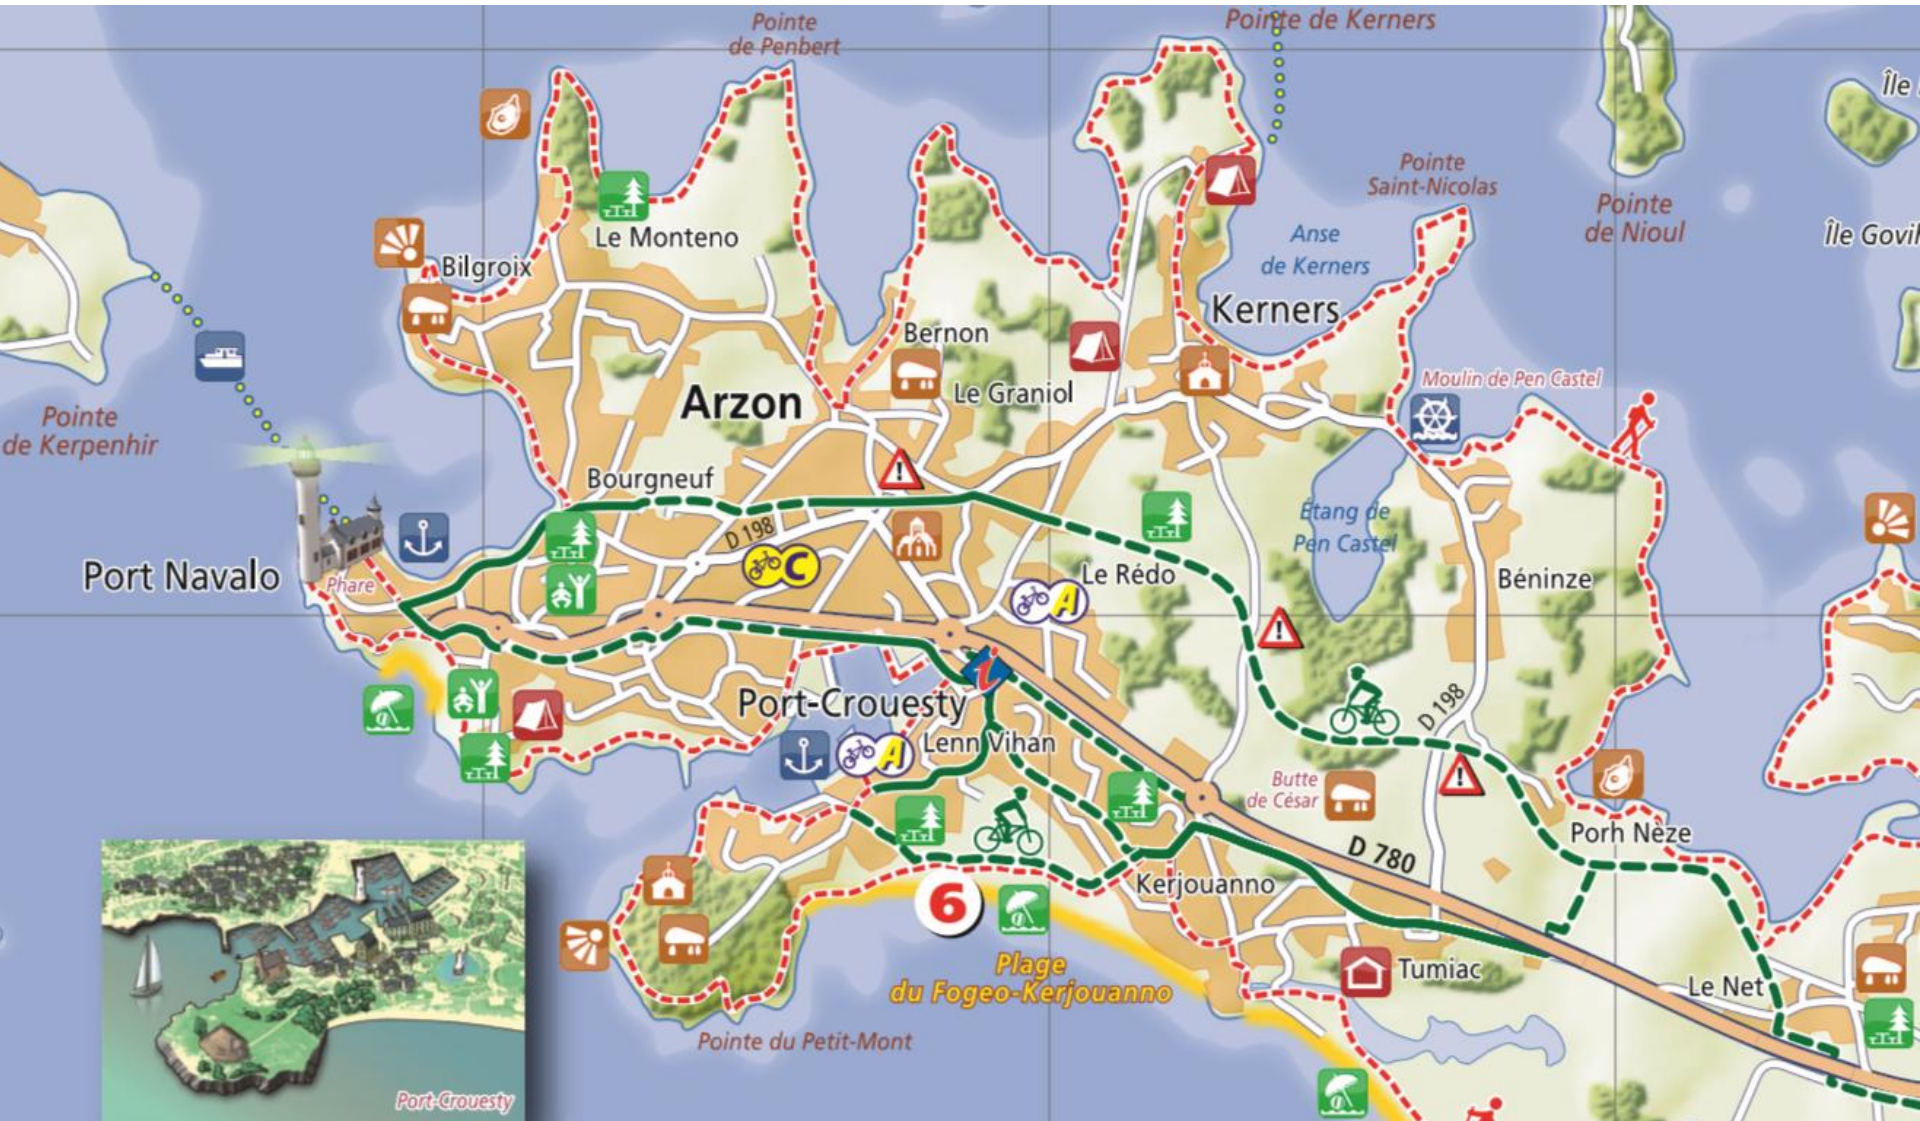 Pointe
de Penbert
Pointe de Kerners
Île
Pointe
Saint-Nicolas
Pointe
de Nioul
Île Govih
Anse
de Kerners
Le Monteno
Bilgroix
Kerners
Bernon
Le Graniol
Arzon
Moulin de Pen Castel
Pointe
de Kerpenhir
Bourgneuf
Étang de
Pen Castel
D 198
C
Port Navalo
Phare
Le Rédo
A
Béninze
i
Port-Crouesty
D 198
Lenn Vihan
A
Butte
de César
Porh Nèze
D 780
Kerjouanno
6
Plage
du Fogeo-Kerjouanno
Tumiac
Le Net
Pointe du Petit-Mont
Port-Crouesty